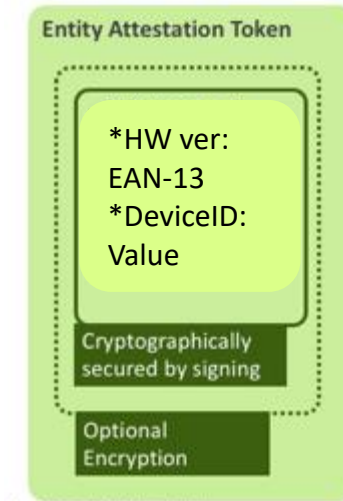 Entity Attestation Token
*HW ver:
EAN-13
*DeviceID:
Value
Cryptographically
secured by signing
Optional
Encryption